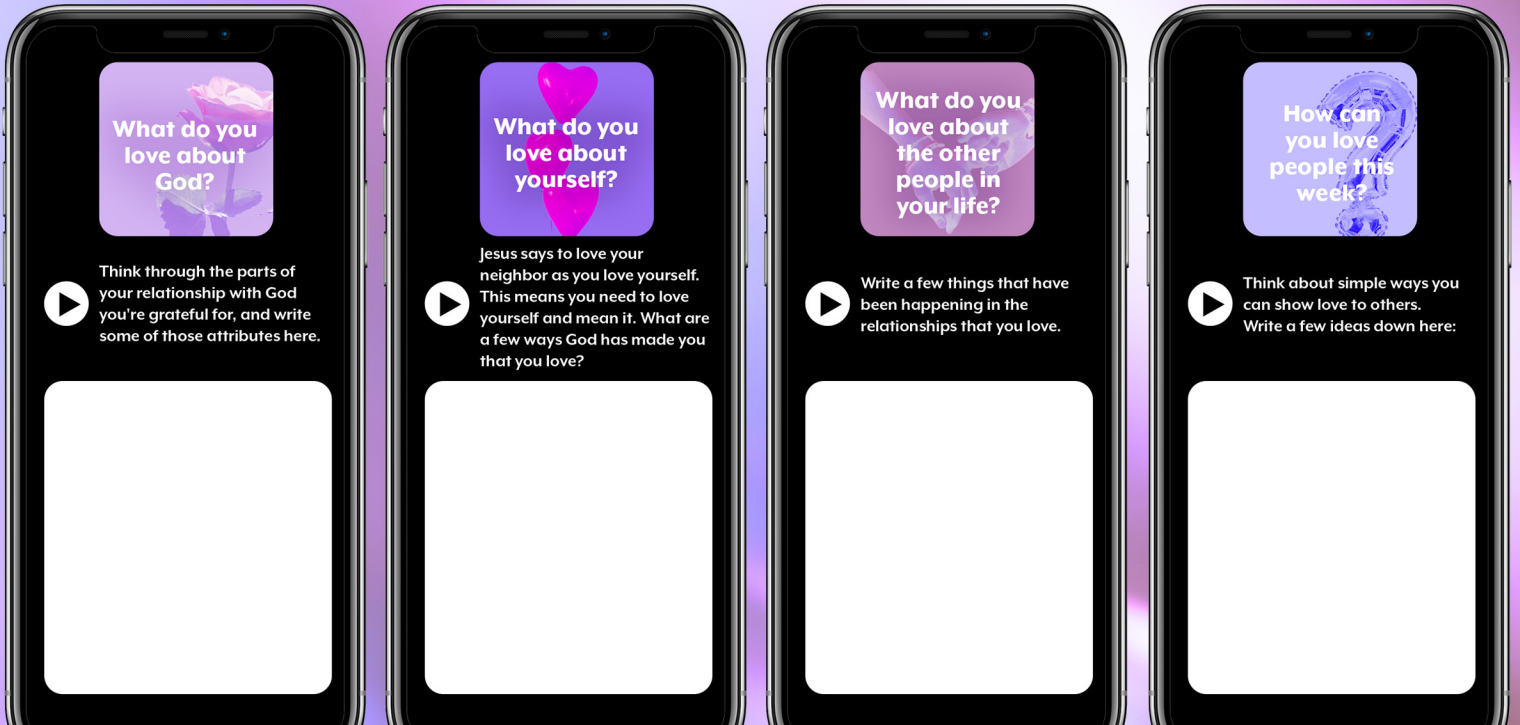 What do you
love about
God?
Think through the parts of
your relationship with God
you're grateful for, and write
some of those attributes here.
What do you
love about
yourself?
Jesus says to love your
neighbor as you love yourself.
This means you need to love
yourself and mean it. What are
a few ways God has made you
that you love?
What do you
love about
the other
people in
your life?
Write a few things that have
been happening in the
relationships that you love.
How can
you love
people this
week?
Think about simple ways you
can show love to others.
Write a few ideas down here: